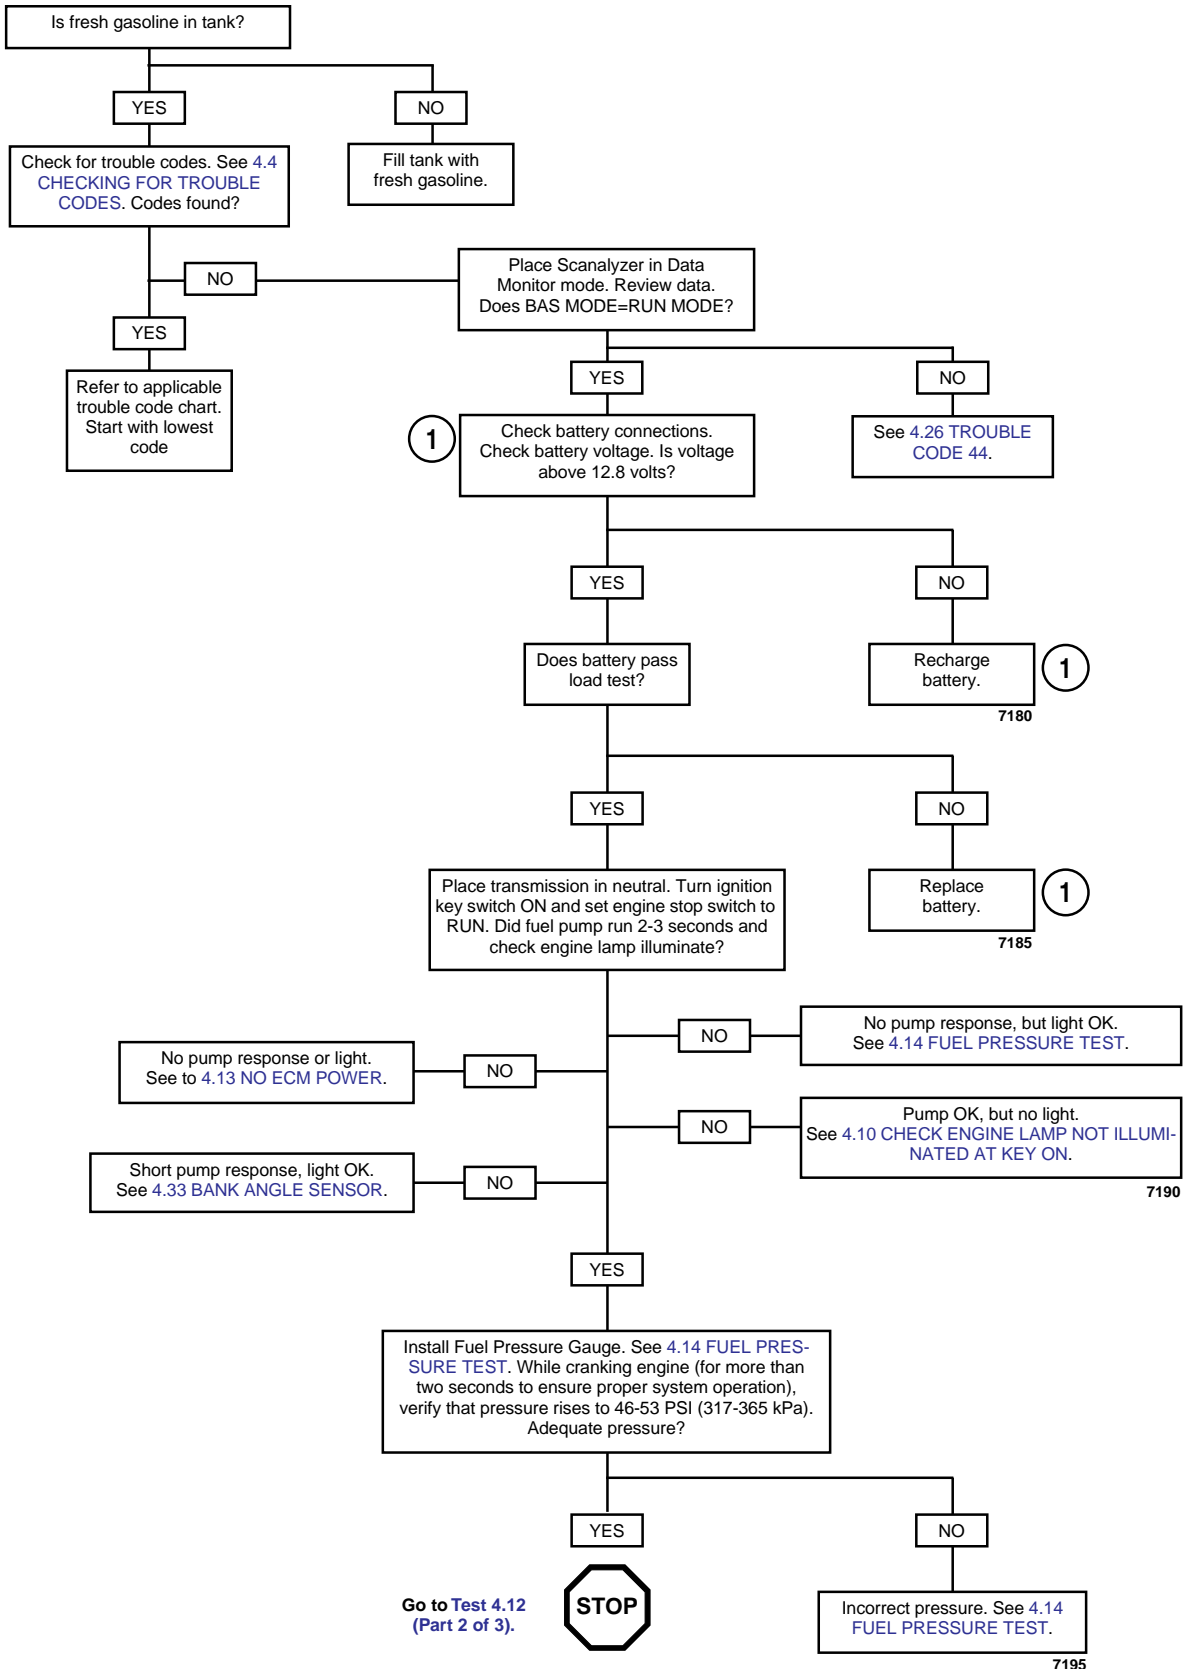 Is fresh gasoline in tank?
YES
NO
Check for trouble codes. See 4.4
CHECKING FOR TROUBLE
CODES. Codes found?
Fill tank with
fresh gasoline.
NO
Place Scanalyzer in Data
Monitor mode. Review data.
Does BAS MODE=RUN MODE?
YES
Refer to applicable
trouble code chart.
Start with lowest
code
YES
NO
1
Check battery connections.
Check battery voltage. Is voltage
above 12.8 volts?
See 4.26 TROUBLE
CODE 44.
YES
NO
Does battery pass
load test?
Recharge
battery.
1
7180
YES
NO
Place transmission in neutral. Turn ignition
key switch ON and set engine stop switch to
RUN. Did fuel pump run 2-3 seconds and
check engine lamp illuminate?
Replace
battery.
1
7185
NO
No pump response, but light OK.
See 4.14 FUEL PRESSURE TEST.
No pump response or light.
See to 4.13 NO ECM POWER.
NO
NO
Pump OK, but no light.
See 4.10 CHECK ENGINE LAMP NOT ILLUMI-
NATED AT KEY ON.
7190
Short pump response, light OK.
See 4.33 BANK ANGLE SENSOR.
NO
YES
Install Fuel Pressure Gauge. See 4.14 FUEL PRES-
SURE TEST. While cranking engine (for more than
two seconds to ensure proper system operation),
verify that pressure rises to 46-53 PSI (317-365 kPa).
Adequate pressure?
YES
NO
Go to Test 4.12
(Part 2 of 3).
STOP
Incorrect pressure. See 4.14
FUEL PRESSURE TEST.
7195